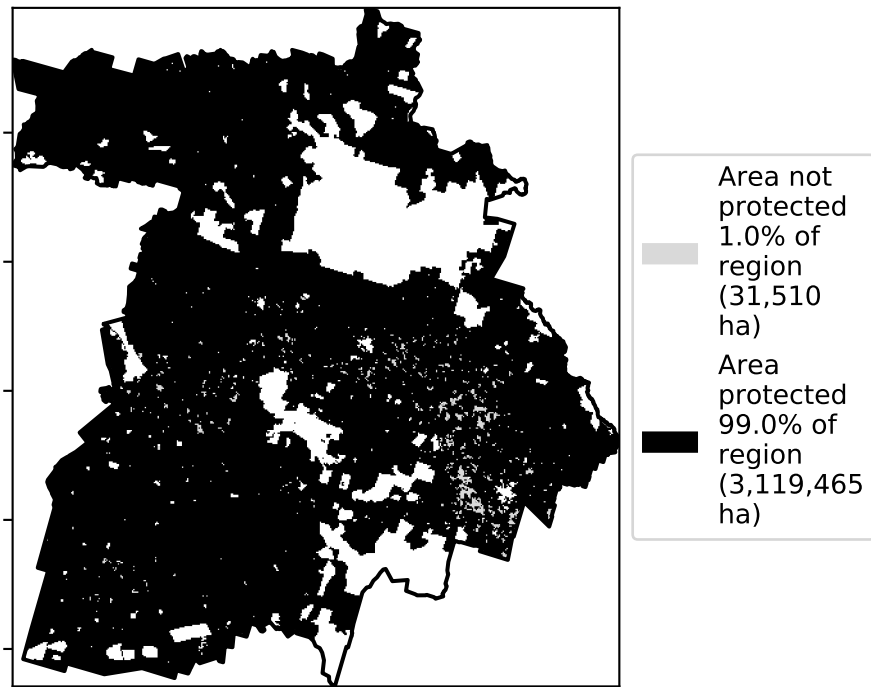 Area not
protected
1.0% of
region
(31,510
ha)
Area
protected
99.0% of
region
(3,119,465
ha)